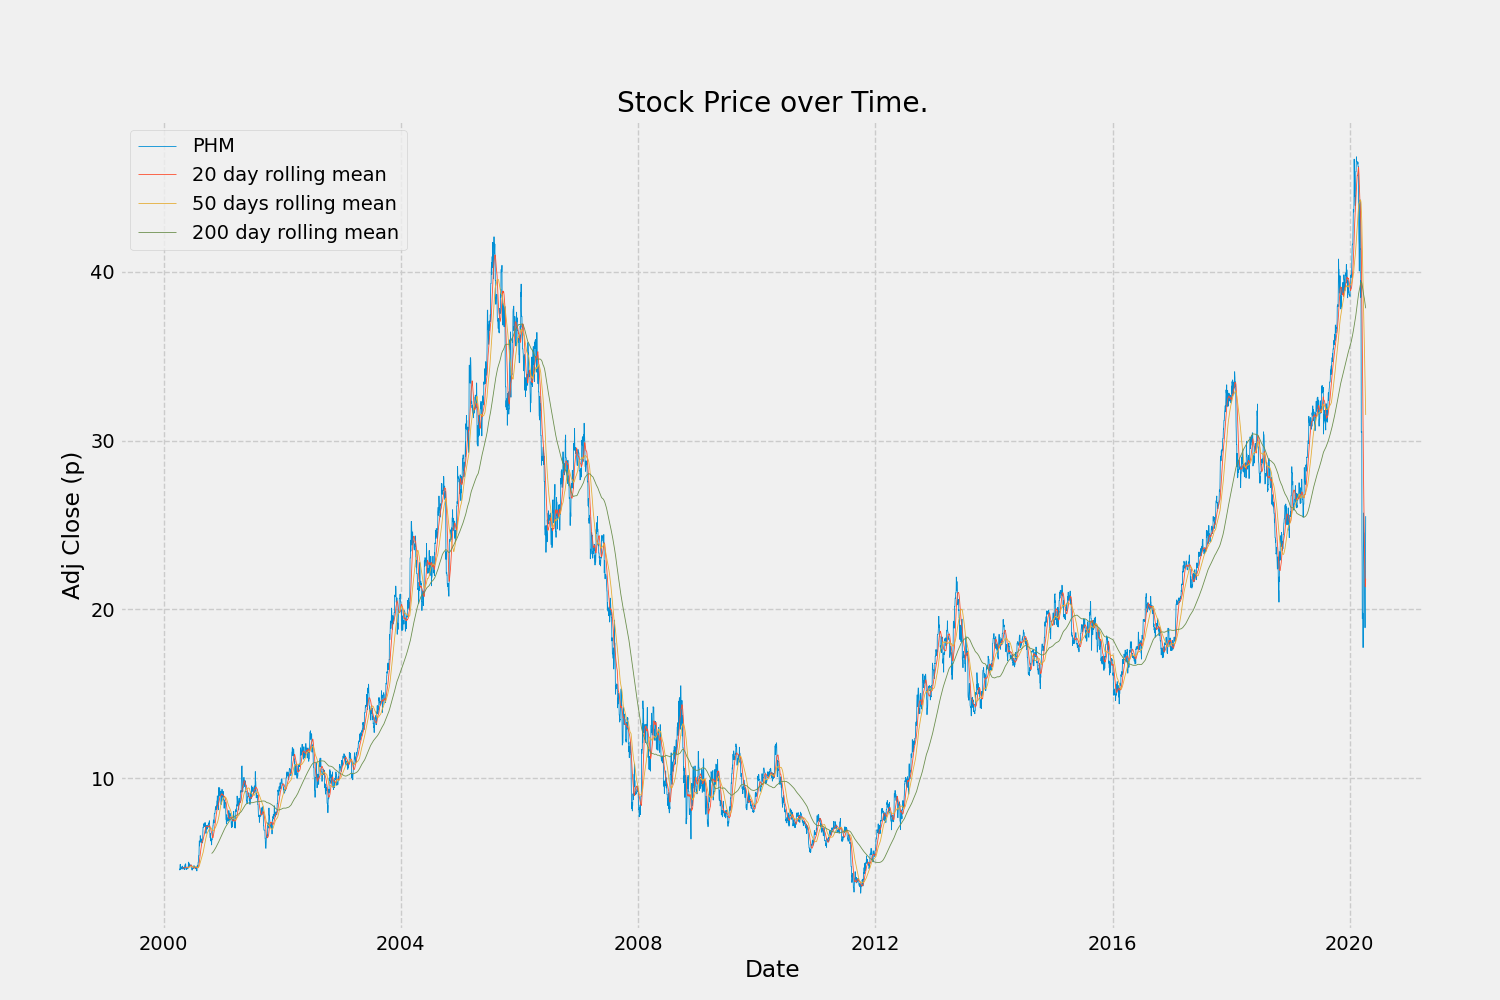 Stock Price over Time.
PHM
20 day rolling mean
50 days rolling mean
200 day rolling mean
Adj Close (p)
40
30
20
10
2000 2004 2008 2012 2016 2020
Date